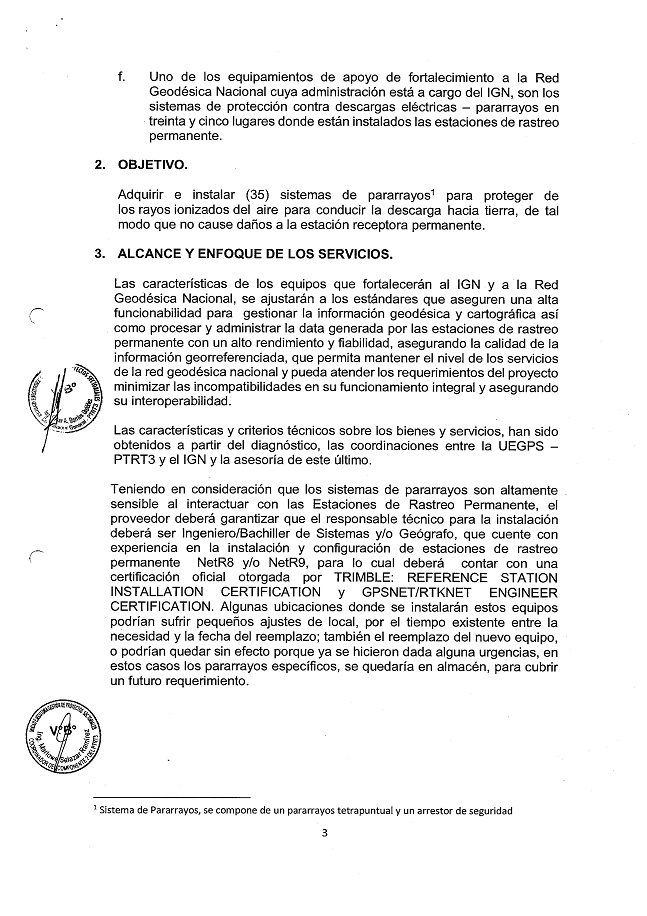 f. Uno de los equipamientos de apoyo de fortalecimiento a la Red
Geodésica Nacional cuya administración está a cargo del IGN, son los
sistemas de protección contra descargas eléctricas – pararrayos en
treinta y cinco lugares donde están instalados las estaciones de rastreo
permanente.
2. OBJETIVO.
Adquirir e instalar (35) sistemas de pararrayos¹ para proteger de
los rayos ionizados del aire para conducir la descarga hacia tierra, de tal
modo que no cause daños a la estación receptora permanente.
3. ALCANCE Y ENFOQUE DE LOS SERVICIOS.
Las características de los equipos que fortalecerán al IGN y a la Red
Geodésica Nacional, se ajustarán a los estándares que aseguren una alta
funcionabilidad para gestionar la información geodésica y cartográfica así
como procesar y administrar la data generada por las estaciones de rastreo
permanente con un alto rendimiento y fiabilidad, asegurando la calidad de la
información georreferenciada, que permita mantener el nivel de los servicios
de la red geodésica nacional y pueda atender los requerimientos del proyecto
minimizar las incompatibilidades en su funcionamiento integral y asegurando
su interoperabilidad.
Las características y criterios técnicos sobre los bienes y servicios, han sido
obtenidos a partir del diagnóstico, las coordinaciones entre la UEGPS –
PTRT3 y el IGN y la asesoría de este último.
Teniendo en consideración que los sistemas de pararrayos son altamente
sensible al interactuar con las Estaciones de Rastreo Permanente, el
proveedor deberá garantizar que el responsable técnico para la instalación
deberá ser Ingeniero/Bachiller de Sistemas y/o Geógrafo, que cuente con
experiencia en la instalación y configuración de estaciones de rastreo
permanente NetR8 y/o NetR9, para lo cual deberá contar con una
certificación oficial otorgada por TRIMBLE: REFERENCE STATION
INSTALLATION CERTIFICATION y GPSNET/RTKNET ENGINEER
CERTIFICATION. Algunas ubicaciones donde se instalarán estos equipos
podrían sufrir pequeños ajustes de local, por el tiempo existente entre la
necesidad y la fecha del reemplazo; también el reemplazo del nuevo equipo,
o podrían quedar sin efecto porque ya se hicieron dada alguna urgencias, en
estos casos los pararrayos específicos, se quedaría en almacén, para cubrir
un futuro requerimiento.
V°B°
Ing. Salazar Ramírez
¹ Sistema de Pararrayos, se compone de un pararrayos tetrapuntual y un arrestor de seguridad
3